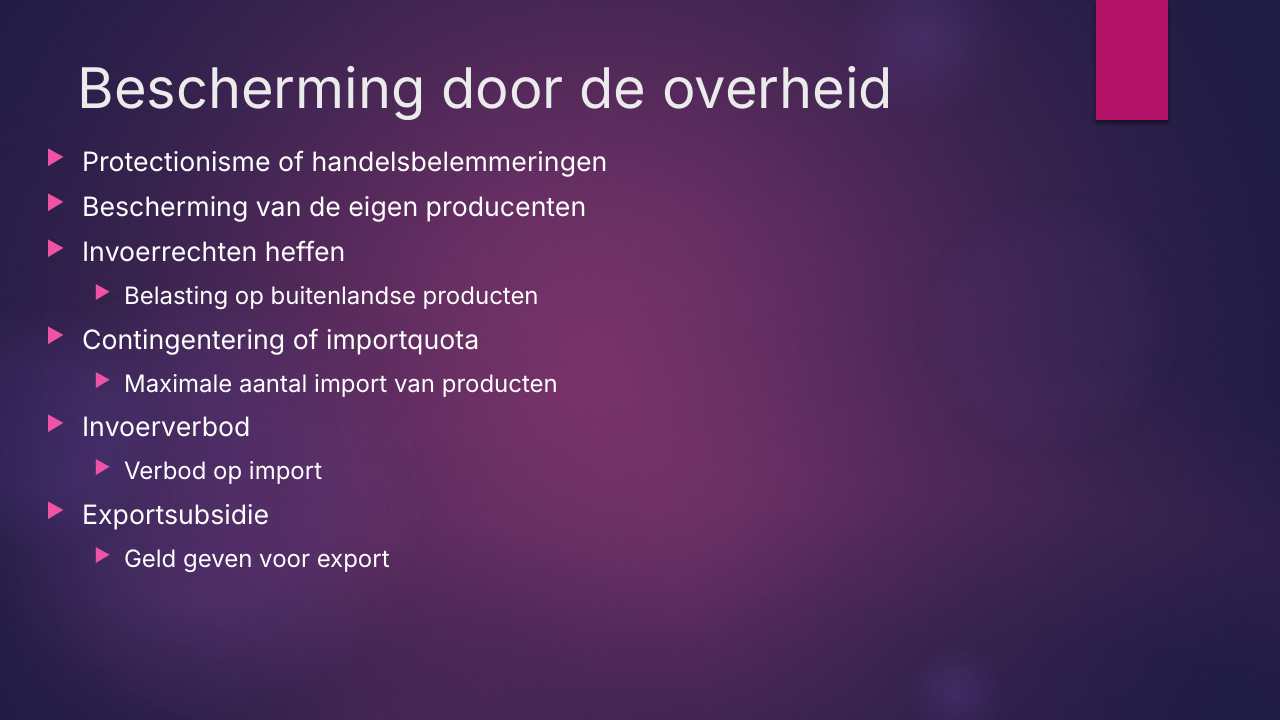 Bescherming door de overheid
Protectionisme of handelsbelemmeringen
Bescherming van de eigen producenten
Invoerrechten heffen
Belasting op buitenlandse producten
Contingentering of importquota
Maximale aantal import van producten
Invoerverbod
Verbod op import
Exportsubsidie
Geld geven voor export